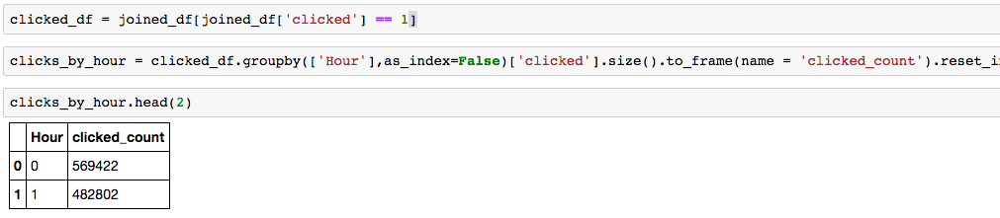 clicked_df = joined_df[joined_df['clicked'] == 1]
clicks_by_hour = clicked_df.groupby(['Hour'],as_index=False)['clicked'].size().to_frame(name = 'clicked_count').reset_i
clicks_by_hour.head(2)
Hour clicked_count
0 0 569422
1 1 482802